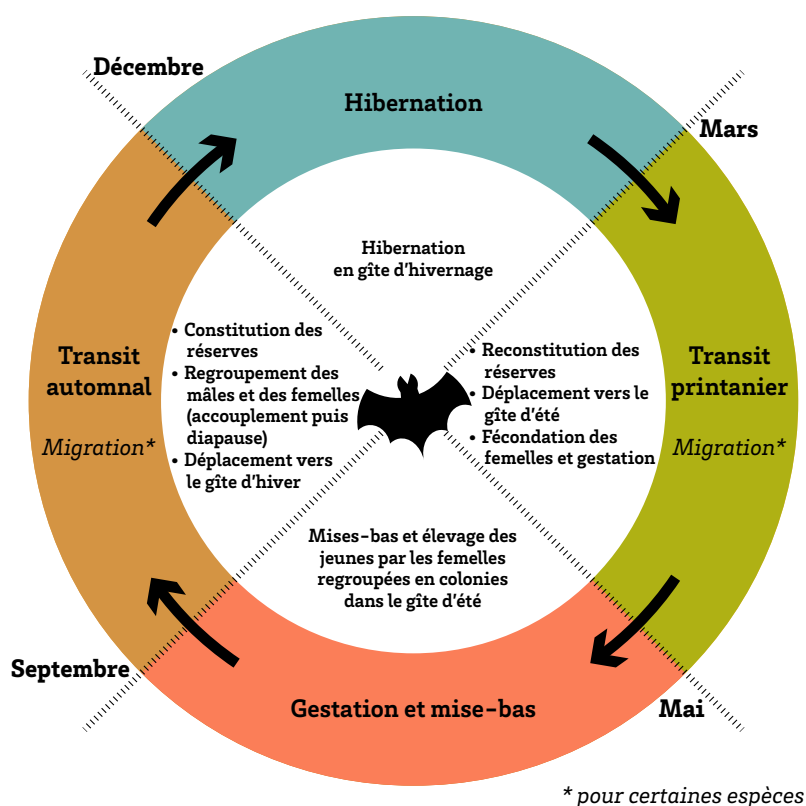 Décembre
Hibernation
Mars
Hibernation
en gîte d'hivernage
Transit
automnal
Migration*
• Constitution des
réserves
• Regroupement des
mâles et des femelles
(accouplement puis
diapause)
• Déplacement vers
le gîte d'hiver
• Reconstitution des
réserves
• Déplacement vers le
gîte d'été
• Fécondation des
femelles et gestation
Transit
printanier
Migration*
Mises-bas et élevage des
jeunes par les femelles
regroupées en colonies
dans le gîte d'été
Septembre
Gestation et mise-bas
Mai
* pour certaines espèces